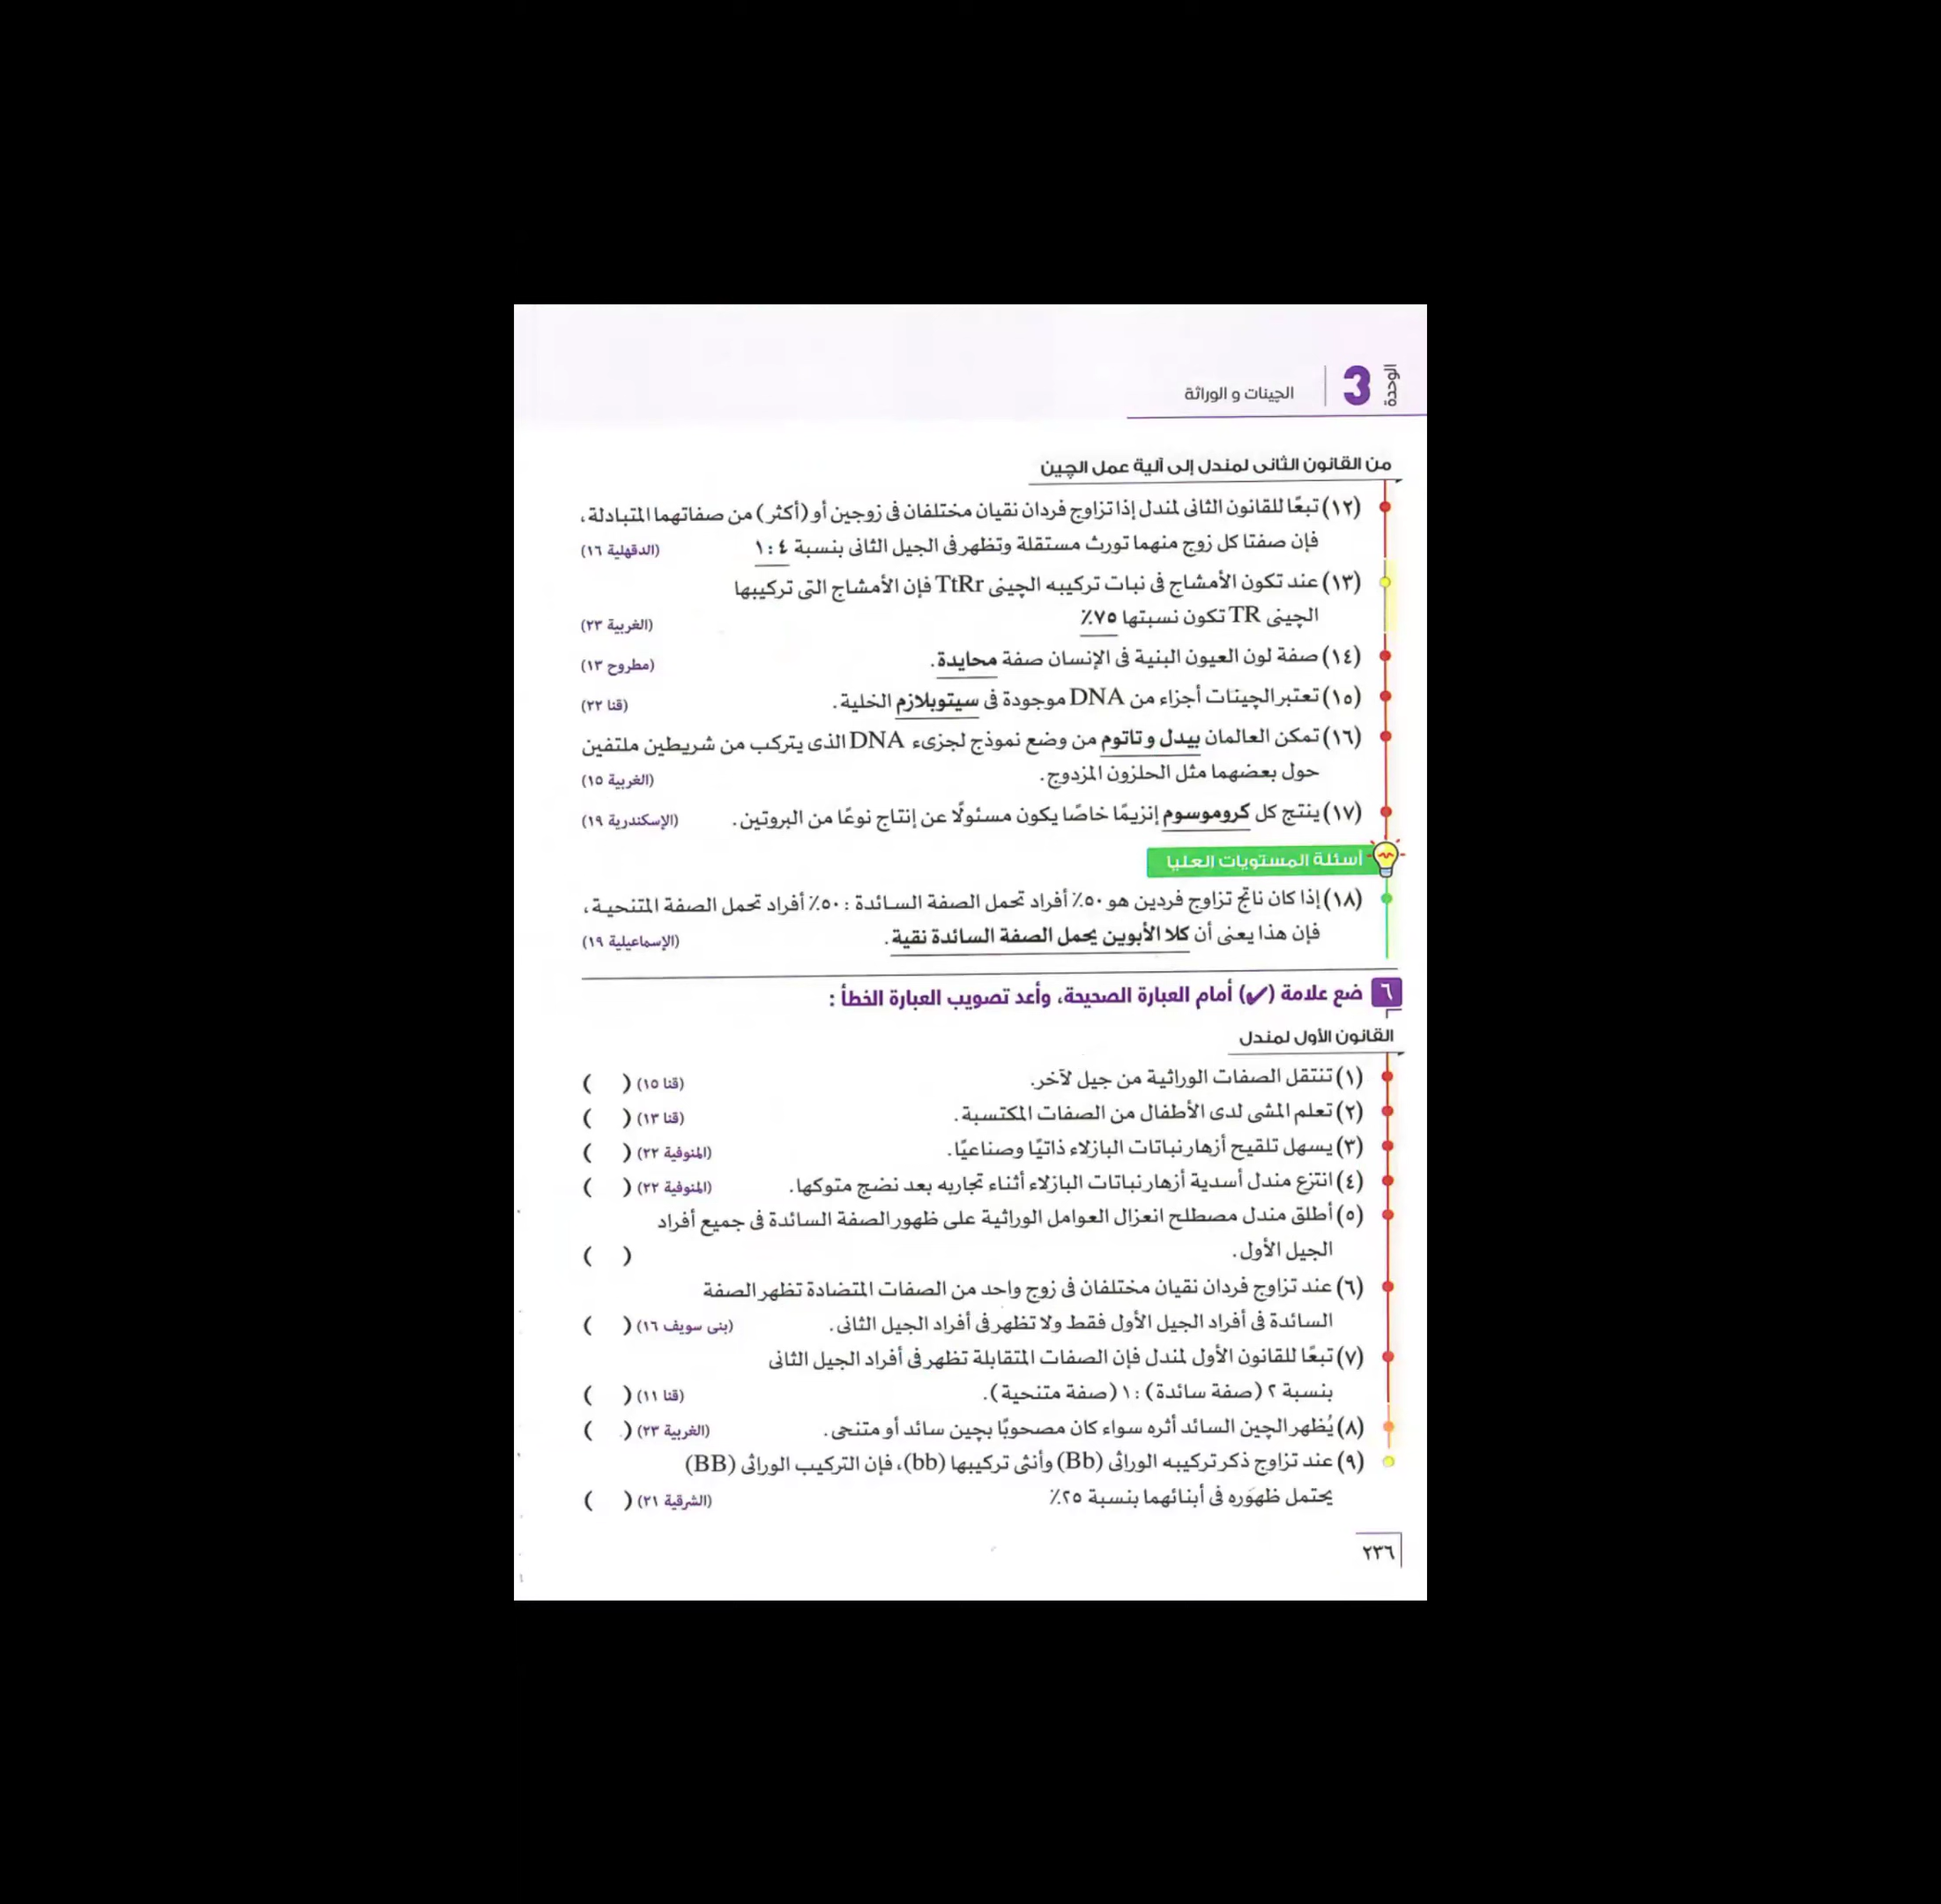 الوحدة 3 الچينات و الوراثة
من القانون الثانى لمندل إلى آلية عمل الچين
(١٢) تبعًا للقانون الثانى لمندل إذا تزاوج فردان نقيان مختلفان فى زوجين أو (أكثر) من صفاتهما المتبادلة،
فإن صفتا كل زوج منهما تورث مستقلة وتظهر فى الجيل الثانى بنسبة ٤ : ١ (الدقهلية ١٦)
(١٣) عند تكون الأمشاج فى نبات تركيبه الچينى TtRr فإن الأمشاج التى تركيبها
الچينى TR تكون نسبتها ٧٥٪ (الغربية ٢٣)
(١٤) صفة لون العيون البنية فى الإنسان صفة محايدة. (مطروح ١٣)
(١٥) تعتبر الچينات أجزاء من DNA موجودة فى سيتوبلازم الخلية. (قنا ٢٢)
(١٦) تمكن العالمان بيدل و تاتوم من وضع نموذج لجزىء DNA الذى يتركب من شريطين ملتفين
حول بعضهما مثل الحلزون المزدوج. (الغربية ١٥)
(١٧) ينتج كل كروموسوم إنزيمًا خاصًا يكون مسئولًا عن إنتاج نوعًا من البروتين. (الإسكندرية ١٩)
أسئلة المستويات العليا
(١٨) إذا كان ناتج تزاوج فردين هو ٥٠٪ أفراد تحمل الصفة السائدة : ٥٠٪ أفراد تحمل الصفة المتنحية،
فإن هذا يعنى أن كلا الأبوين يحمل الصفة السائدة نقية. (الإسماعيلية ١٩)
٦ ضع علامة (✔) أمام العبارة الصحيحة، وأعد تصويب العبارة الخطأ :
القانون الأول لمندل
(١) تنتقل الصفات الوراثية من جيل لآخر. (قنا ١٥) ( )
(٢) تعلم المشى لدى الأطفال من الصفات المكتسبة. (قنا ١٣) ( )
(٣) يسهل تلقيح أزهار نباتات البازلاء ذاتيًا وصناعيًا. (المنوفية ٢٢) ( )
(٤) انتزع مندل أسدية أزهار نباتات البازلاء أثناء تجاربه بعد نضج متوكها. (المنوفية ٢٢) ( )
(٥) أطلق مندل مصطلح انعزال العوامل الوراثية على ظهور الصفة السائدة فى جميع أفراد
الجيل الأول. ( )
(٦) عند تزاوج فردان نقيان مختلفان فى زوج واحد من الصفات المتضادة تظهر الصفة
السائدة فى أفراد الجيل الأول فقط ولا تظهر فى أفراد الجيل الثانى. (بنى سويف ١٦) ( )
(٧) تبعًا للقانون الأول لمندل فإن الصفات المتقابلة تظهر فى أفراد الجيل الثانى
بنسبة ٢ (صفة سائدة) : ١ (صفة متنحية). (قنا ١١) ( )
(٨) يُظهر الچين السائد أثره سواء كان مصحوبًا بچين سائد أو متنحى. (الغربية ٢٣) ( )
(٩) عند تزاوج ذكر تركيبه الوراثى (Bb) وأنثى تركيبها (bb)، فإن التركيب الوراثى (BB)
يحتمل ظهوره فى أبنائهما بنسبة ٢٥٪ (الشرقية ٢١) ( )
٢٣٦